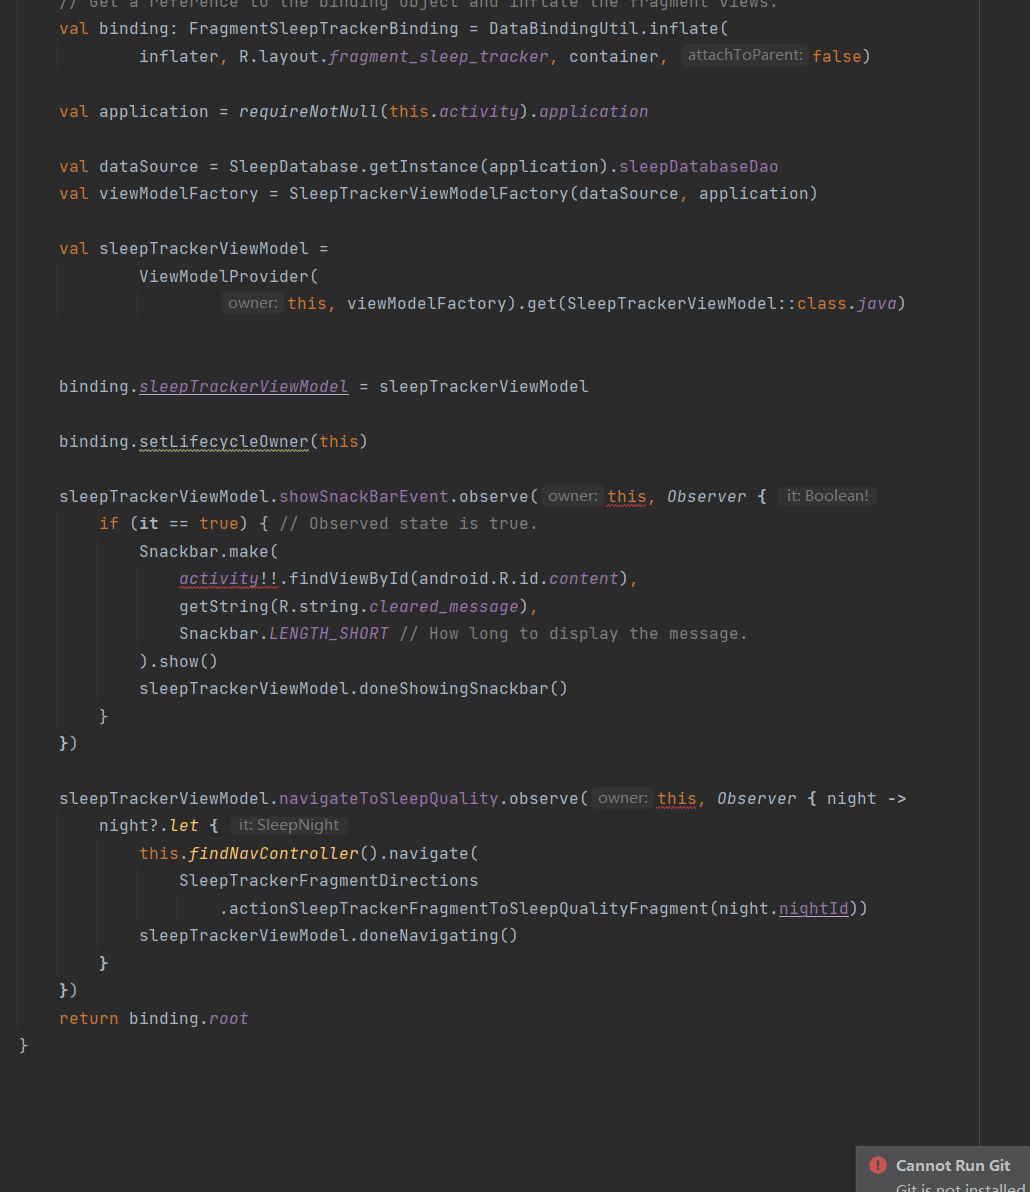 // Get a reference to the binding object and inflate the fragment views.
val binding: FragmentSleepTrackerBinding = DataBindingUtil.inflate(
inflater, R.layout.fragment_sleep_tracker, container, attachToParent: false)
val application = requireNotNull(this.activity).application
val dataSource = SleepDatabase.getInstance(application).sleepDatabaseDao
val viewModelFactory = SleepTrackerViewModelFactory(dataSource, application)
val sleepTrackerViewModel =
ViewModelProvider(
owner: this, viewModelFactory).get(SleepTrackerViewModel::class.java)
binding.sleepTrackerViewModel = sleepTrackerViewModel
binding.setLifecycleOwner(this)
sleepTrackerViewModel.showSnackBarEvent.observe( owner: this, Observer { it: Boolean!
if (it == true) { // Observed state is true.
Snackbar.make(
activity!!.findViewById(android.R.id.content),
getString(R.string.cleared_message),
Snackbar.LENGTH_SHORT // How long to display the message.
).show()
sleepTrackerViewModel.doneShowingSnackbar()
}
})
sleepTrackerViewModel.navigateToSleepQuality.observe( owner: this, Observer { night ->
night?.let { it: SleepNight
this.findNavController().navigate(
SleepTrackerFragmentDirections
.actionSleepTrackerFragmentToSleepQualityFragment(night.nightId))
sleepTrackerViewModel.doneNavigating()
}
})
return binding.root
}
Cannot Run Git
Git is not installed